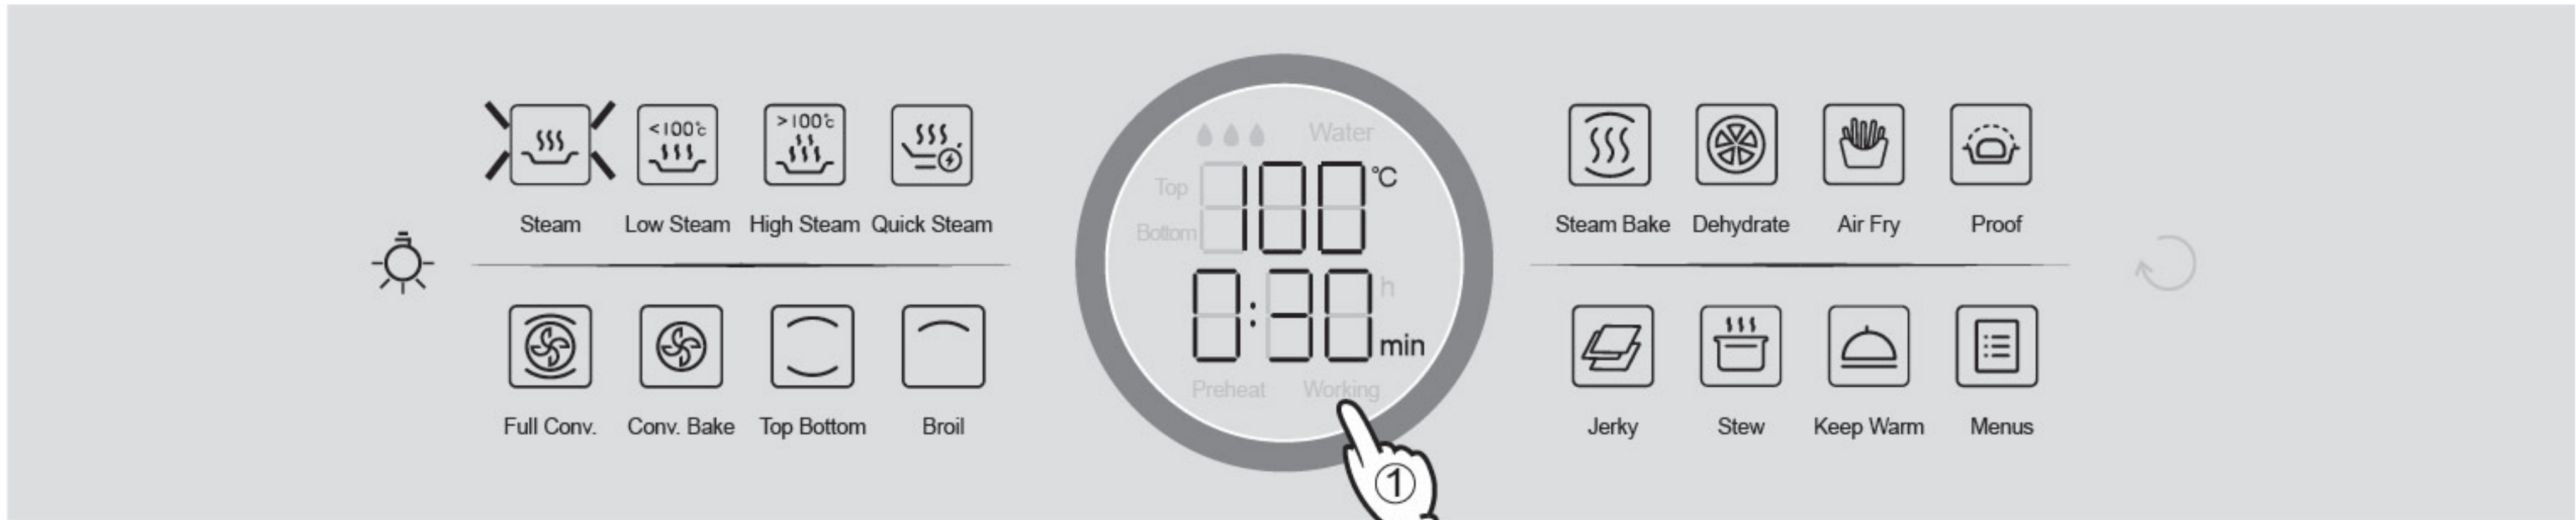 <100℃
>100℃
Steam
Low Steam
High Steam
Quick Steam
Full Conv.
Conv. Bake
Top Bottom
Broil
Water
Top
Bottom
100 ℃
0:30 h
min
Preheat
Working
①
Steam Bake
Dehydrate
Air Fry
Proof
Jerky
Stew
Keep Warm
Menus